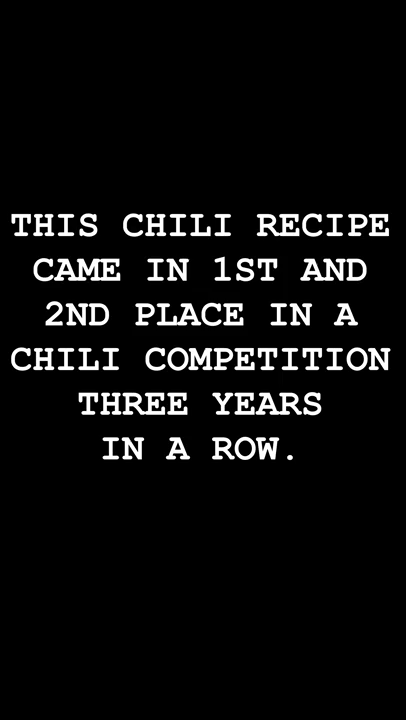 THIS CHILI RECIPE
CAME IN 1ST AND
2ND PLACE IN A
CHILI COMPETITION
THREE YEARS
IN A ROW.